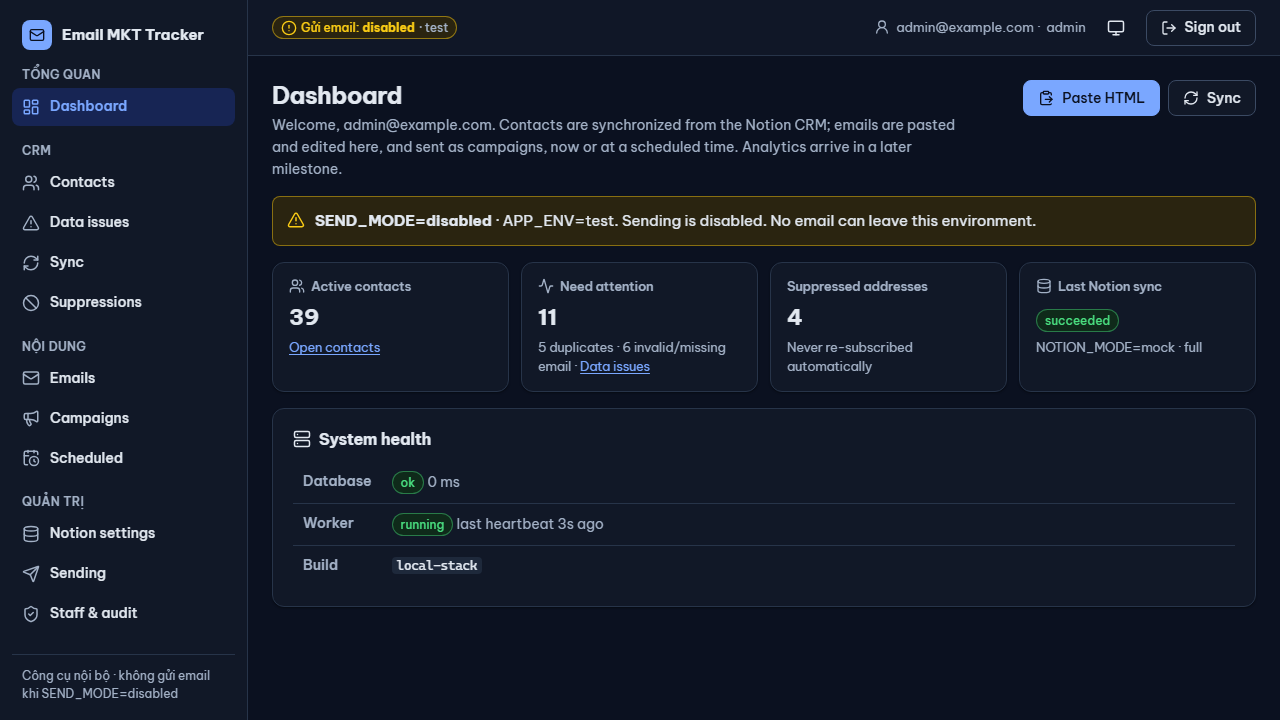 Email MKT Tracker
TỔNG QUAN
Dashboard
CRM
Contacts
Data issues
Sync
Suppressions
NỘI DUNG
Emails
Campaigns
Scheduled
QUẢN TRỊ
Notion settings
Sending
Staff & audit
Công cụ nội bộ · không gửi email
khi SEND_MODE=disabled
Gửi email: disabled · test
admin@example.com · admin
Sign out
Dashboard
Welcome, admin@example.com. Contacts are synchronized from the Notion CRM; emails are pasted
and edited here, and sent as campaigns, now or at a scheduled time. Analytics arrive in a later
milestone.
Paste HTML
Sync
SEND_MODE=disabled · APP_ENV=test. Sending is disabled. No email can leave this environment.
Active contacts
39
Open contacts
Need attention
11
5 duplicates · 6 invalid/missing
email · Data issues
Suppressed addresses
4
Never re-subscribed
automatically
Last Notion sync
succeeded
NOTION_MODE=mock · full
System health
Database ok 0 ms
Worker running last heartbeat 3s ago
Build local-stack